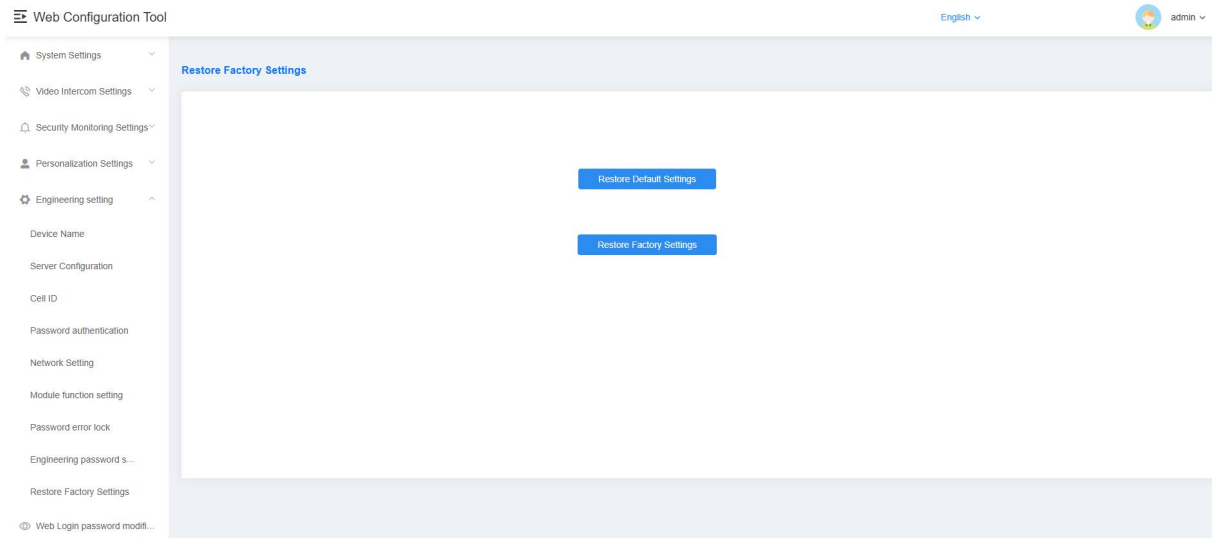 Web Configuration Tool
English
admin
System Settings
Video Intercom Settings
Security Monitoring Settings
Personalization Settings
Engineering setting
Device Name
Server Configuration
Cell ID
Password authentication
Network Setting
Module function setting
Password error lock
Engineering password s...
Restore Factory Settings
Web Login password modifi...
Restore Factory Settings
Restore Default Settings
Restore Factory Settings